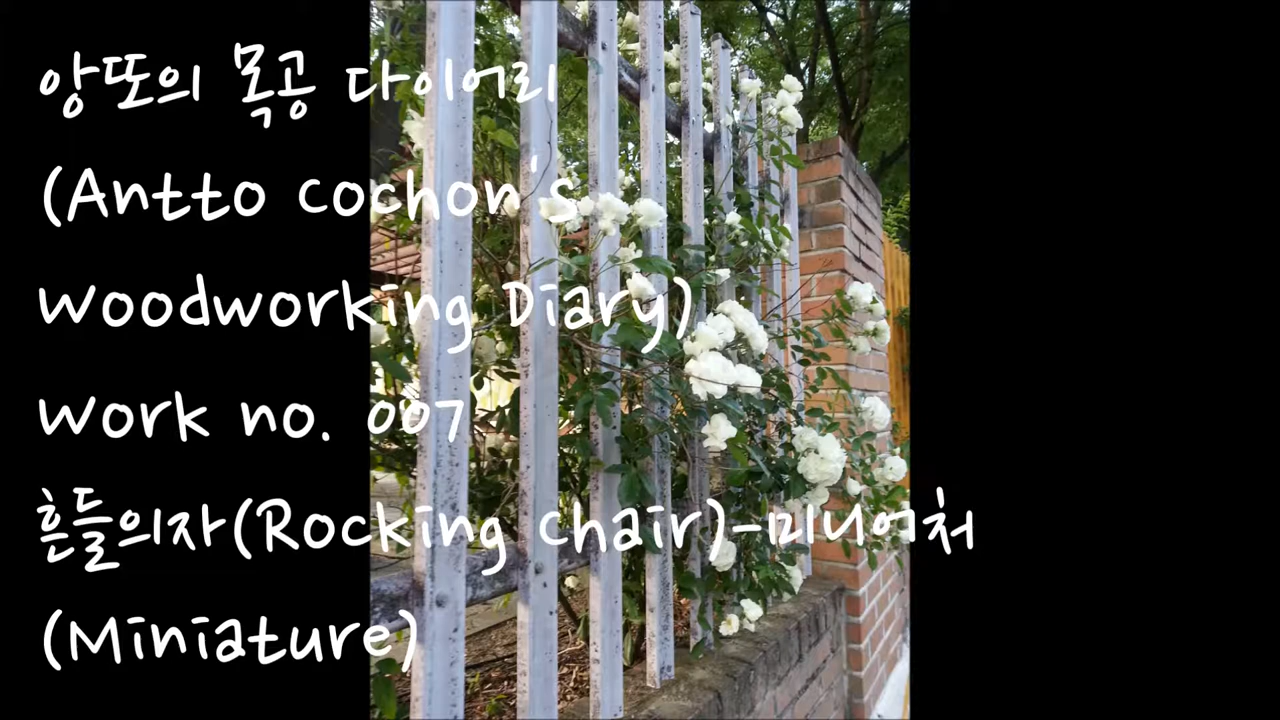 앙또의 목공 다이어리
(Antto cochon's
Woodworking Diary)
Work no. 007
흔들의자(Rocking chair)-미니어처
(Miniature)